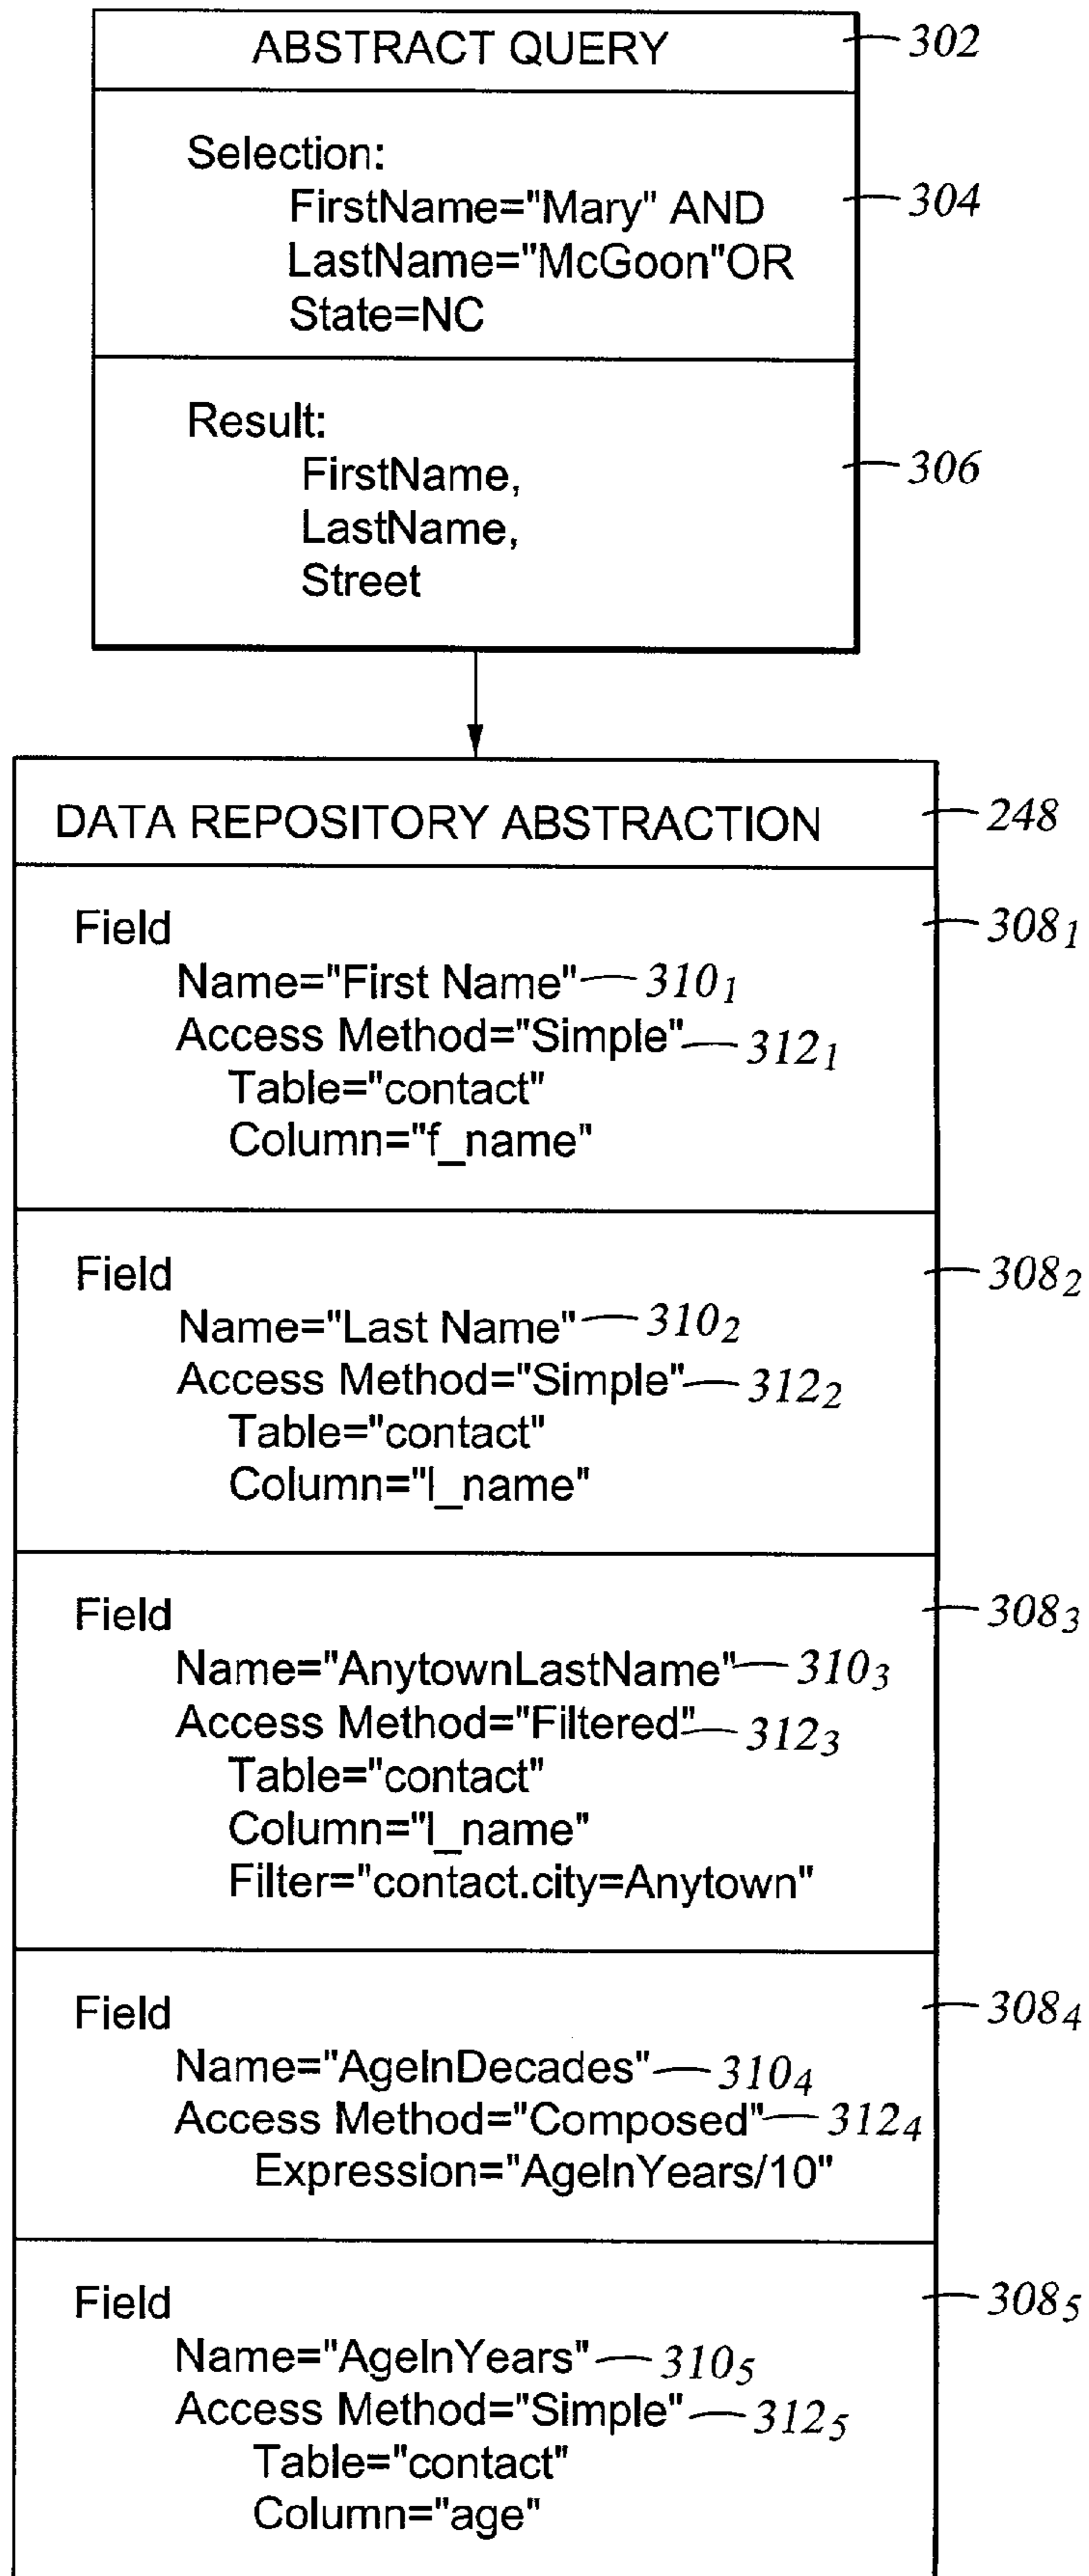 ABSTRACT QUERY 302
Selection:
FirstName="Mary" AND 304
LastName="McGoon"OR
State=NC
Result:
FirstName, 306
LastName,
Street
DATA REPOSITORY ABSTRACTION 248
Field 308₁
Name="First Name" 310₁
Access Method="Simple" 312₁
Table="contact"
Column="f_name"
Field 308₂
Name="Last Name" 310₂
Access Method="Simple" 312₂
Table="contact"
Column="l_name"
Field 308₃
Name="AnytownLastName" 310₃
Access Method="Filtered" 312₃
Table="contact"
Column="l_name"
Filter="contact.city=Anytown"
Field 308₄
Name="AgeInDecades" 310₄
Access Method="Composed" 312₄
Expression="AgeInYears/10"
Field 308₅
Name="AgeInYears" 310₅
Access Method="Simple" 312₅
Table="contact"
Column="age"